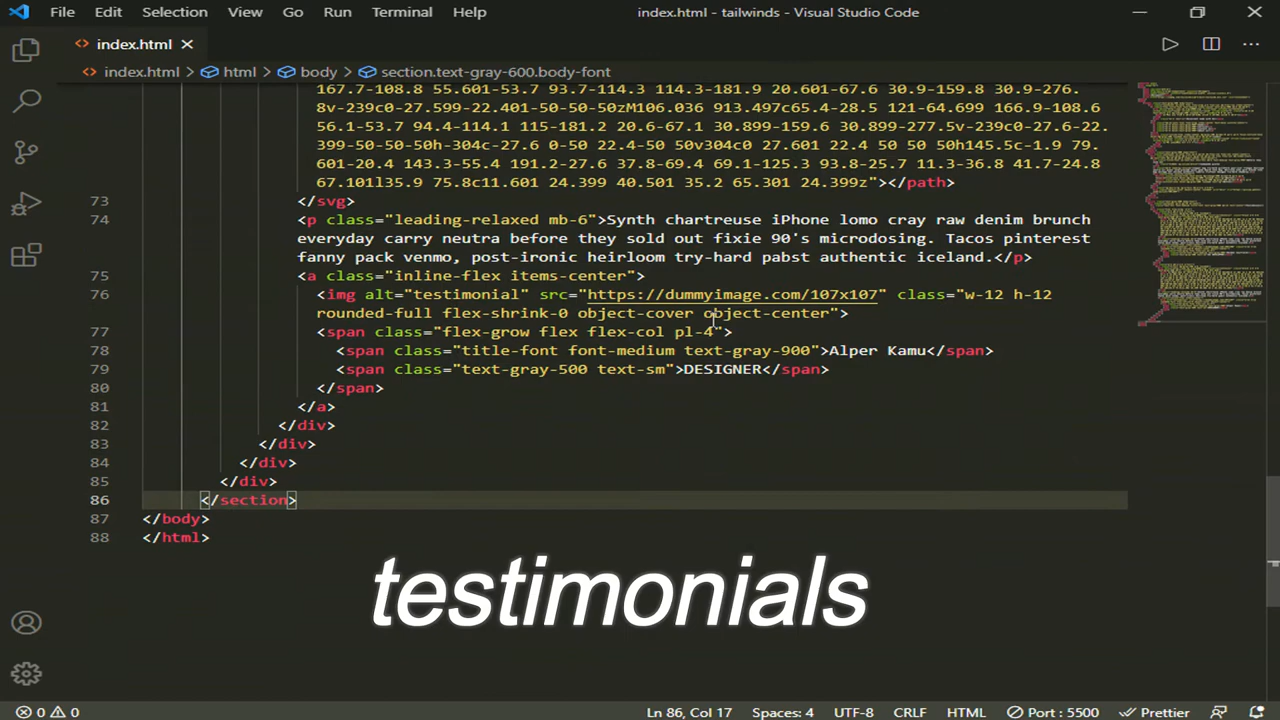 File Edit Selection View Go Run Terminal Help index.html - tailwinds - Visual Studio Code
<> index.html
<> index.html > html > body > section.text-gray-600.body-font
167.7-108.8 55.601-53.7 93.7-114.3 114.3-181.9 20.601-67.6 30.9-159.8 30.9-276.
8v-239c0-27.599-22.401-50-50-50zM106.036 913.497c65.4-28.5 121-64.699 166.9-108.6
56.1-53.7 94.4-114.1 115-181.2 20.6-67.1 30.899-159.6 30.899-277.5v-239c0-27.6-22.
399-50-50-50h-304c-27.6 0-50 22.4-50 50v304c0 27.601 22.4 50 50 50h145.5c-1.9 79.
601-20.4 143.3-55.4 191.2-27.6 37.8-69.4 69.1-125.3 93.8-25.7 11.3-36.8 41.7-24.8
67.101l35.9 75.8c11.601 24.399 40.501 35.2 65.301 24.399z"></path>
73 </svg>
74 <p class="leading-relaxed mb-6">Synth chartreuse iPhone lomo cray raw denim brunch
everyday carry neutra before they sold out fixie 90's microdosing. Tacos pinterest
fanny pack venmo, post-ironic heirloom try-hard pabst authentic iceland.</p>
75 <a class="inline-flex items-center">
76 <img alt="testimonial" src="https://dummyimage.com/107x107" class="w-12 h-12
rounded-full flex-shrink-0 object-cover object-center">
77 <span class="flex-grow flex flex-col pl-4">
78 <span class="title-font font-medium text-gray-900">Alper Kamu</span>
79 <span class="text-gray-500 text-sm">DESIGNER</span>
80 </span>
81 </a>
82 </div>
83 </div>
84 </div>
85 </div>
86 </section>
87 </body>
88 </html>
testimonials
0 0 Ln 86, Col 17 Spaces: 4 UTF-8 CRLF HTML Port : 5500 Prettier